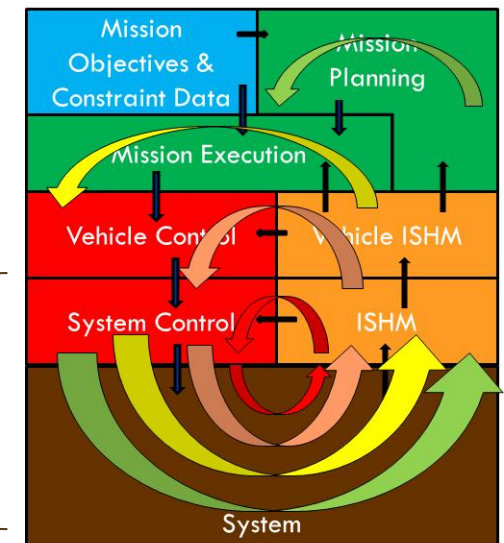 Mission
Objectives &
Constraint Data
Mission
Planning
Mission Execution
Vehicle Control
Vehicle ISHM
System Control
ISHM
System